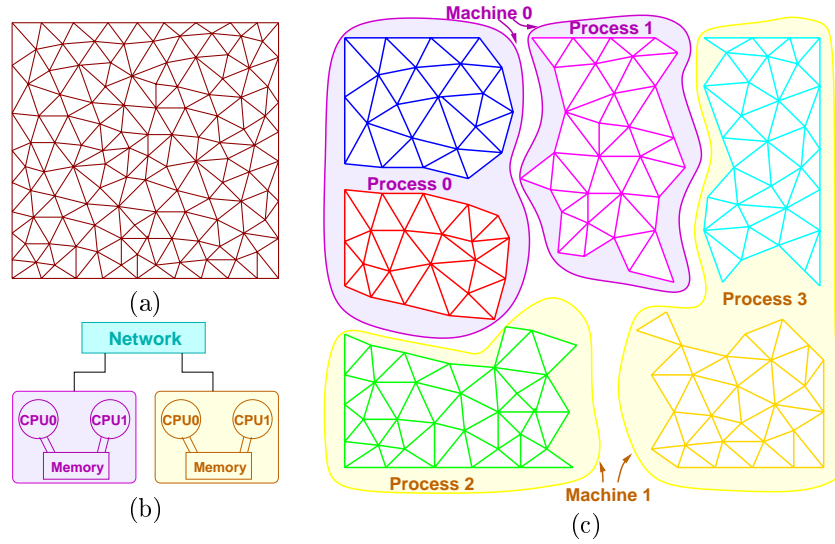 Machine 0
Process 1
Process 0
(a)
Process 3
Network
CPU0
CPU1
CPU0
CPU1
Memory
Memory
Process 2
Machine 1
(b)
(c)